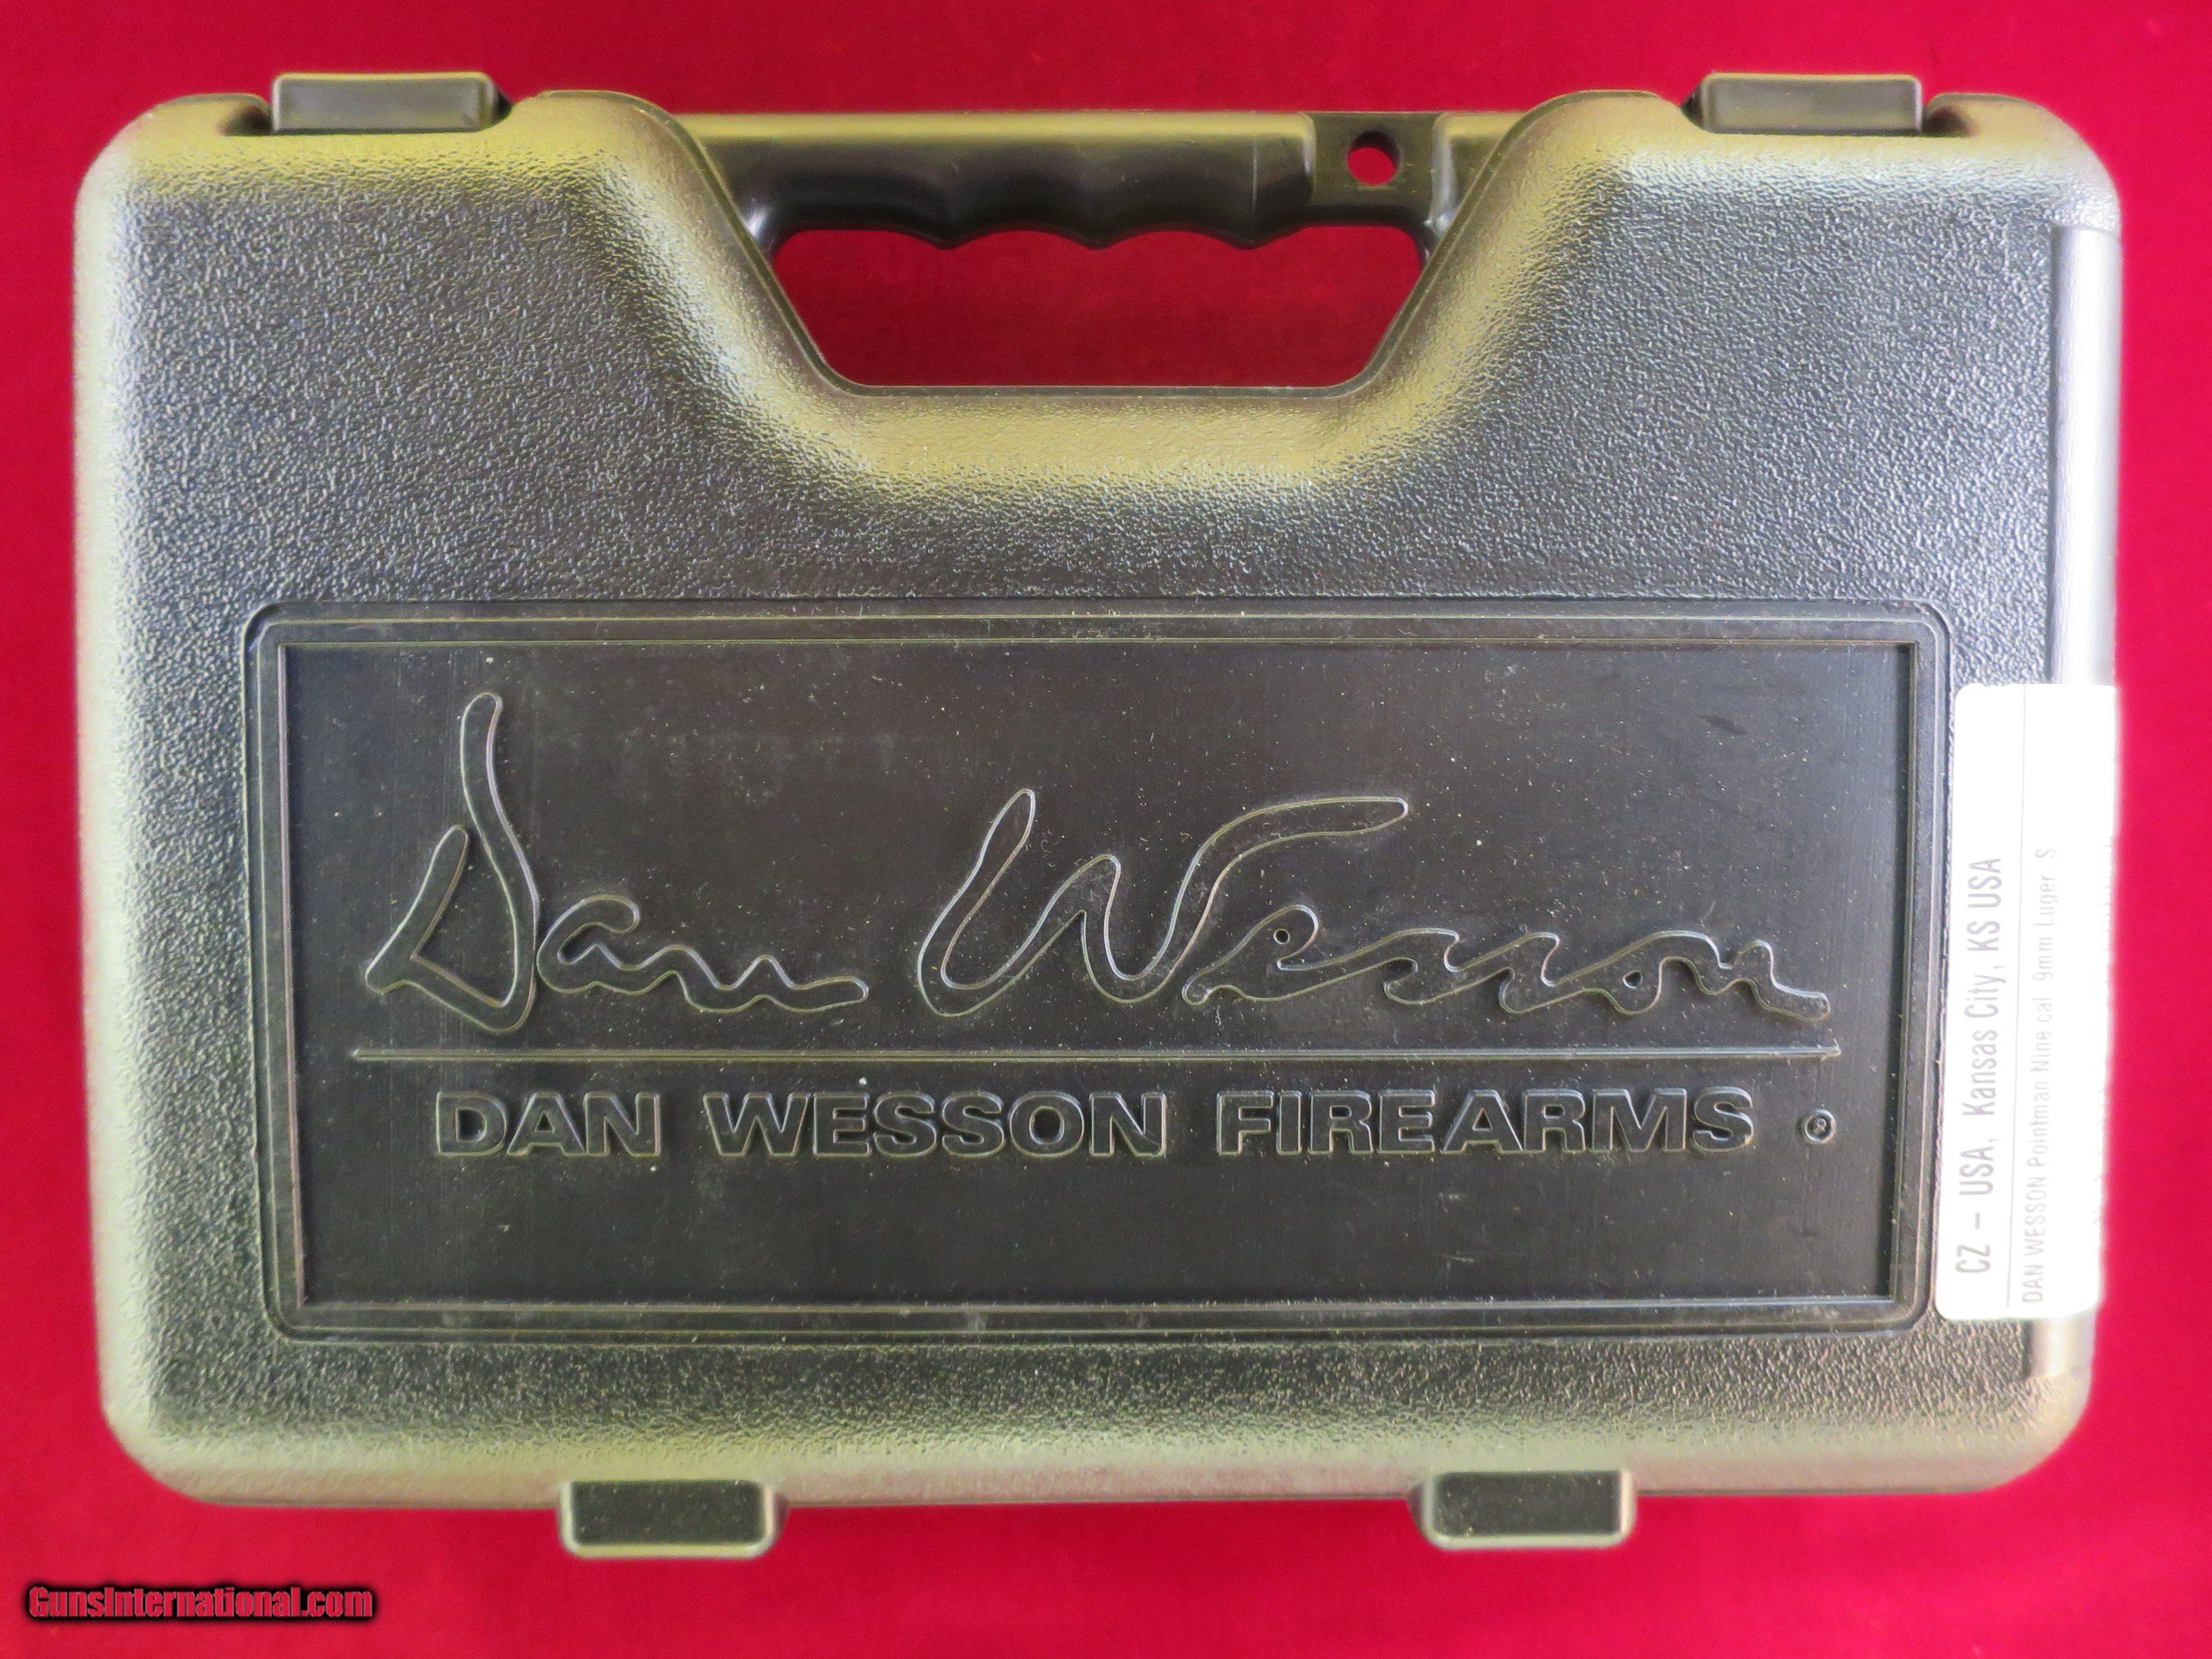 Dan Wesson
DAN WESSON FIREARMS ®
CZ – USA, Kansas City, KS USA
DAN WESSON Pointman Nine cal 9mm Luger S
GunsInternational.com